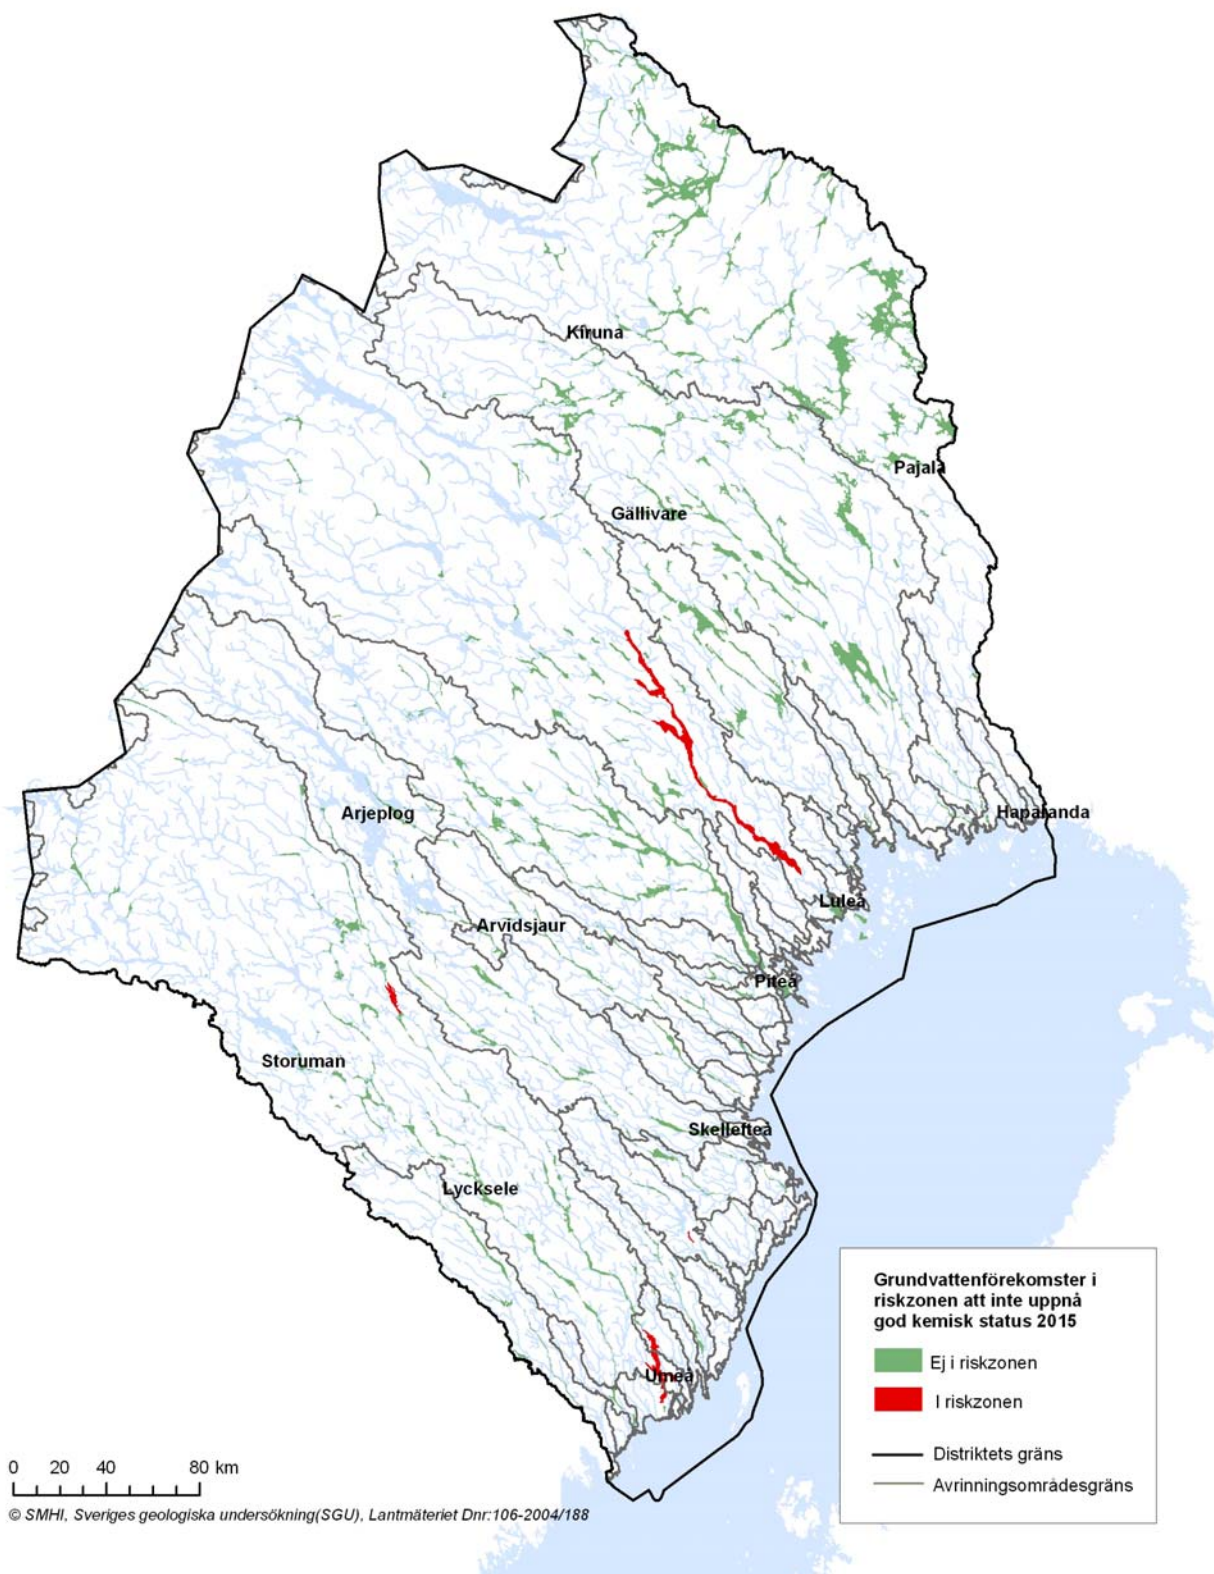 Kiruna
Pajala
Gällivare
Haparanda
Arjeplog
Luleå
Arvidsjaur
Piteå
Storuman
Skellefteå
Lycksele
Umeå
Grundvattenförekomster i
riskzonen att inte uppnå
god kemisk status 2015
Ej i riskzonen
I riskzonen
Distriktets gräns
Avrinningsområdesgräns
0 20 40 80 km
© SMHI, Sveriges geologiska undersökning(SGU), Lantmäteriet Dnr:106-2004/188